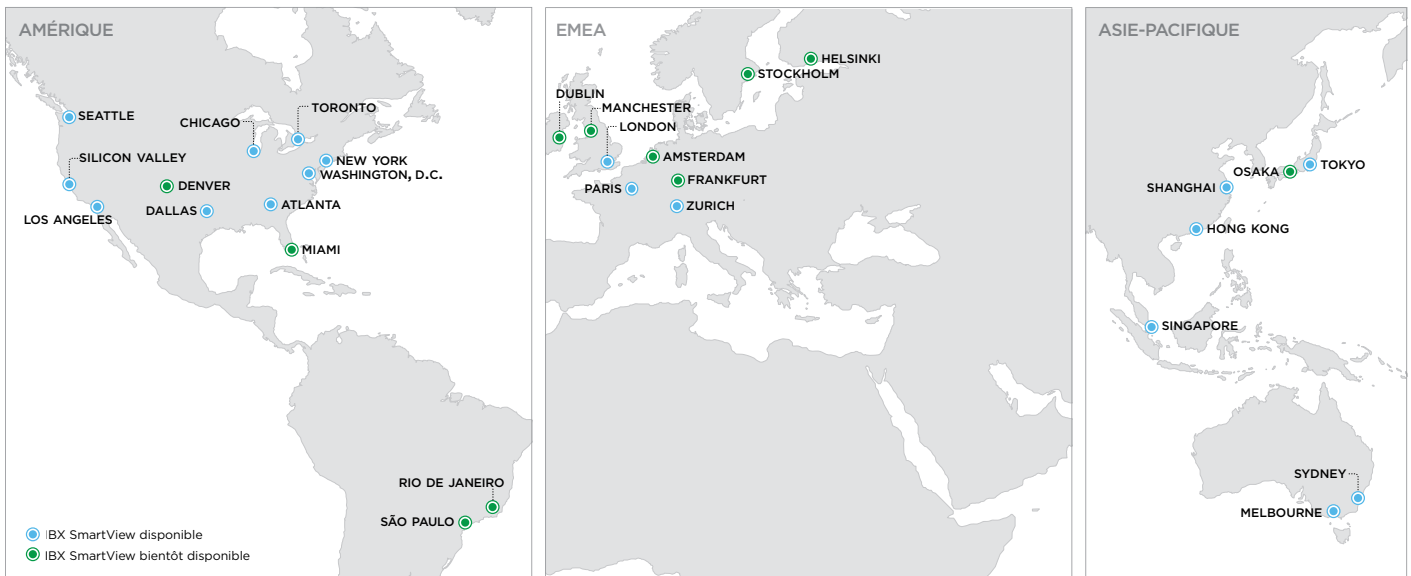 AMÉRIQUE
SEATTLE
CHICAGO
TORONTO
SILICON VALLEY
NEW YORK
WASHINGTON, D.C.
DENVER
DALLAS
ATLANTA
LOS ANGELES
MIAMI
RIO DE JANEIRO
SÃO PAULO
IBX SmartView disponible
IBX SmartView bientôt disponible
EMEA
HELSINKI
STOCKHOLM
DUBLIN
MANCHESTER
LONDON
AMSTERDAM
FRANKFURT
PARIS
ZURICH
ASIE-PACIFIQUE
TOKYO
OSAKA
SHANGHAI
HONG KONG
SINGAPORE
SYDNEY
MELBOURNE